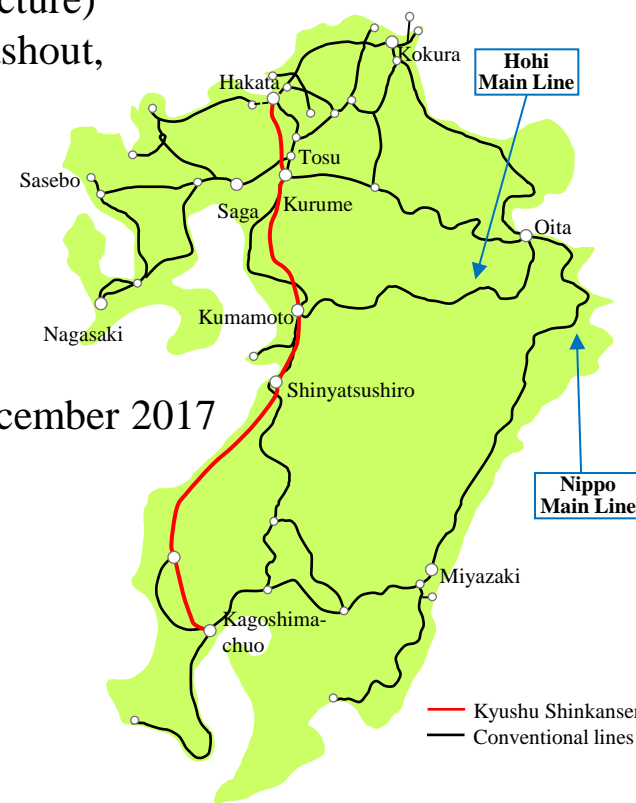 cture)
shout,
Kokura
Hohi
Main Line
Hakata
Tosu
Sasebo
Saga
Kurume
Oita
Kumamoto
Nagasaki
Shinyatsushiro
cember 2017
Nippo
Main Line
Miyazaki
Kagoshima-
chuo
Kyushu Shinkansen
Conventional lines